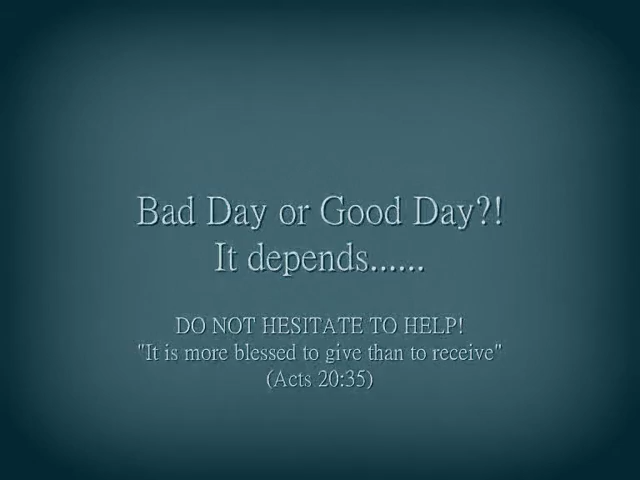 Bad Day or Good Day?!
It depends......
DO NOT HESITATE TO HELP!
"It is more blessed to give than to receive"
(Acts 20:35)